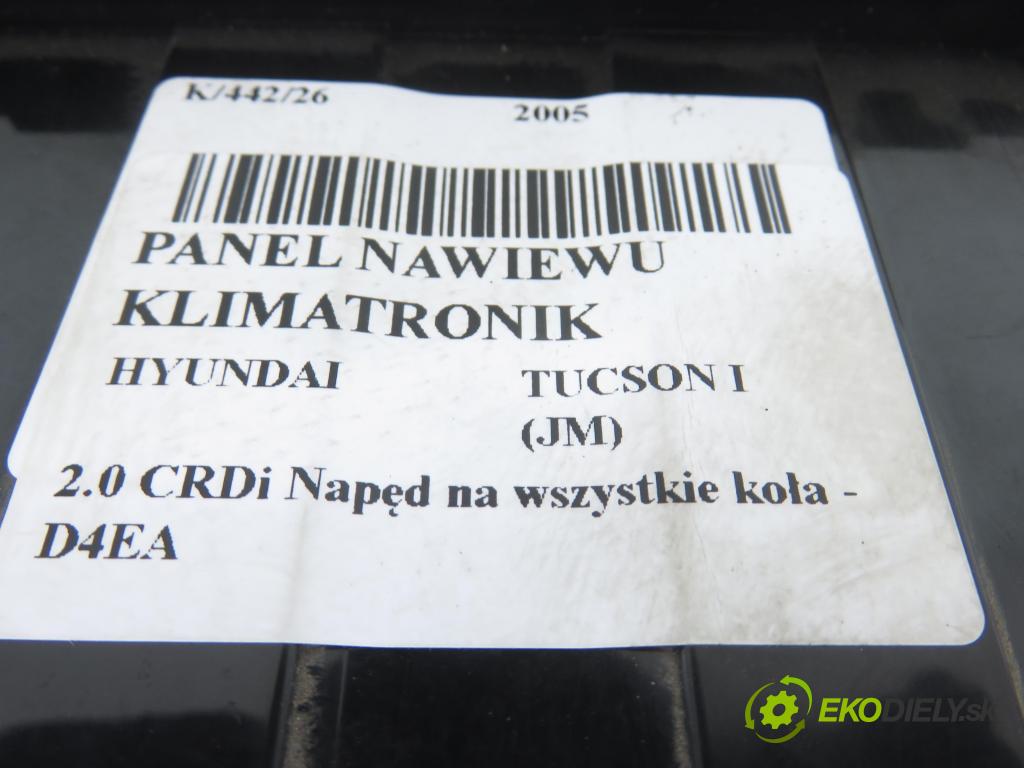 K/442/26
2005
PANEL NAWIEWU
KLIMATRONIK
HYUNDAI
TUCSON I
(JM)
2.0 CRDi Napęd na wszystkie koła -
D4EA
EKODIELY.sk